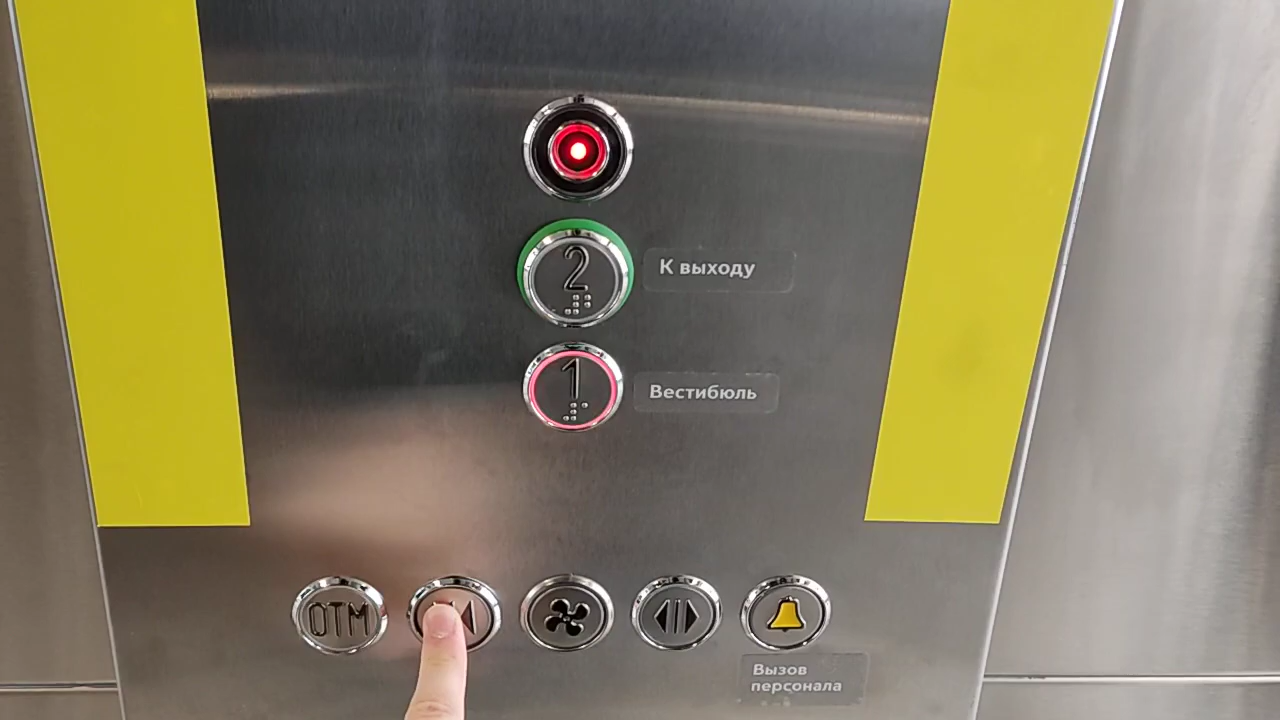 2
К выходу
1
Вестибюль
ОТМ
Вызов
персонала